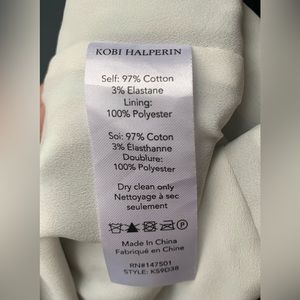 KOBI HALPERIN
Self: 97% Cotton
3% Elastane
Lining:
100% Polyester
Soi: 97% Coton
3% Élasthanne
Doublure:
100% Polyester
Dry clean only
Nettoyage à sec
seulement
Made In China
Fabriqué en Chine
RN#147501
STYLE: KS9D38